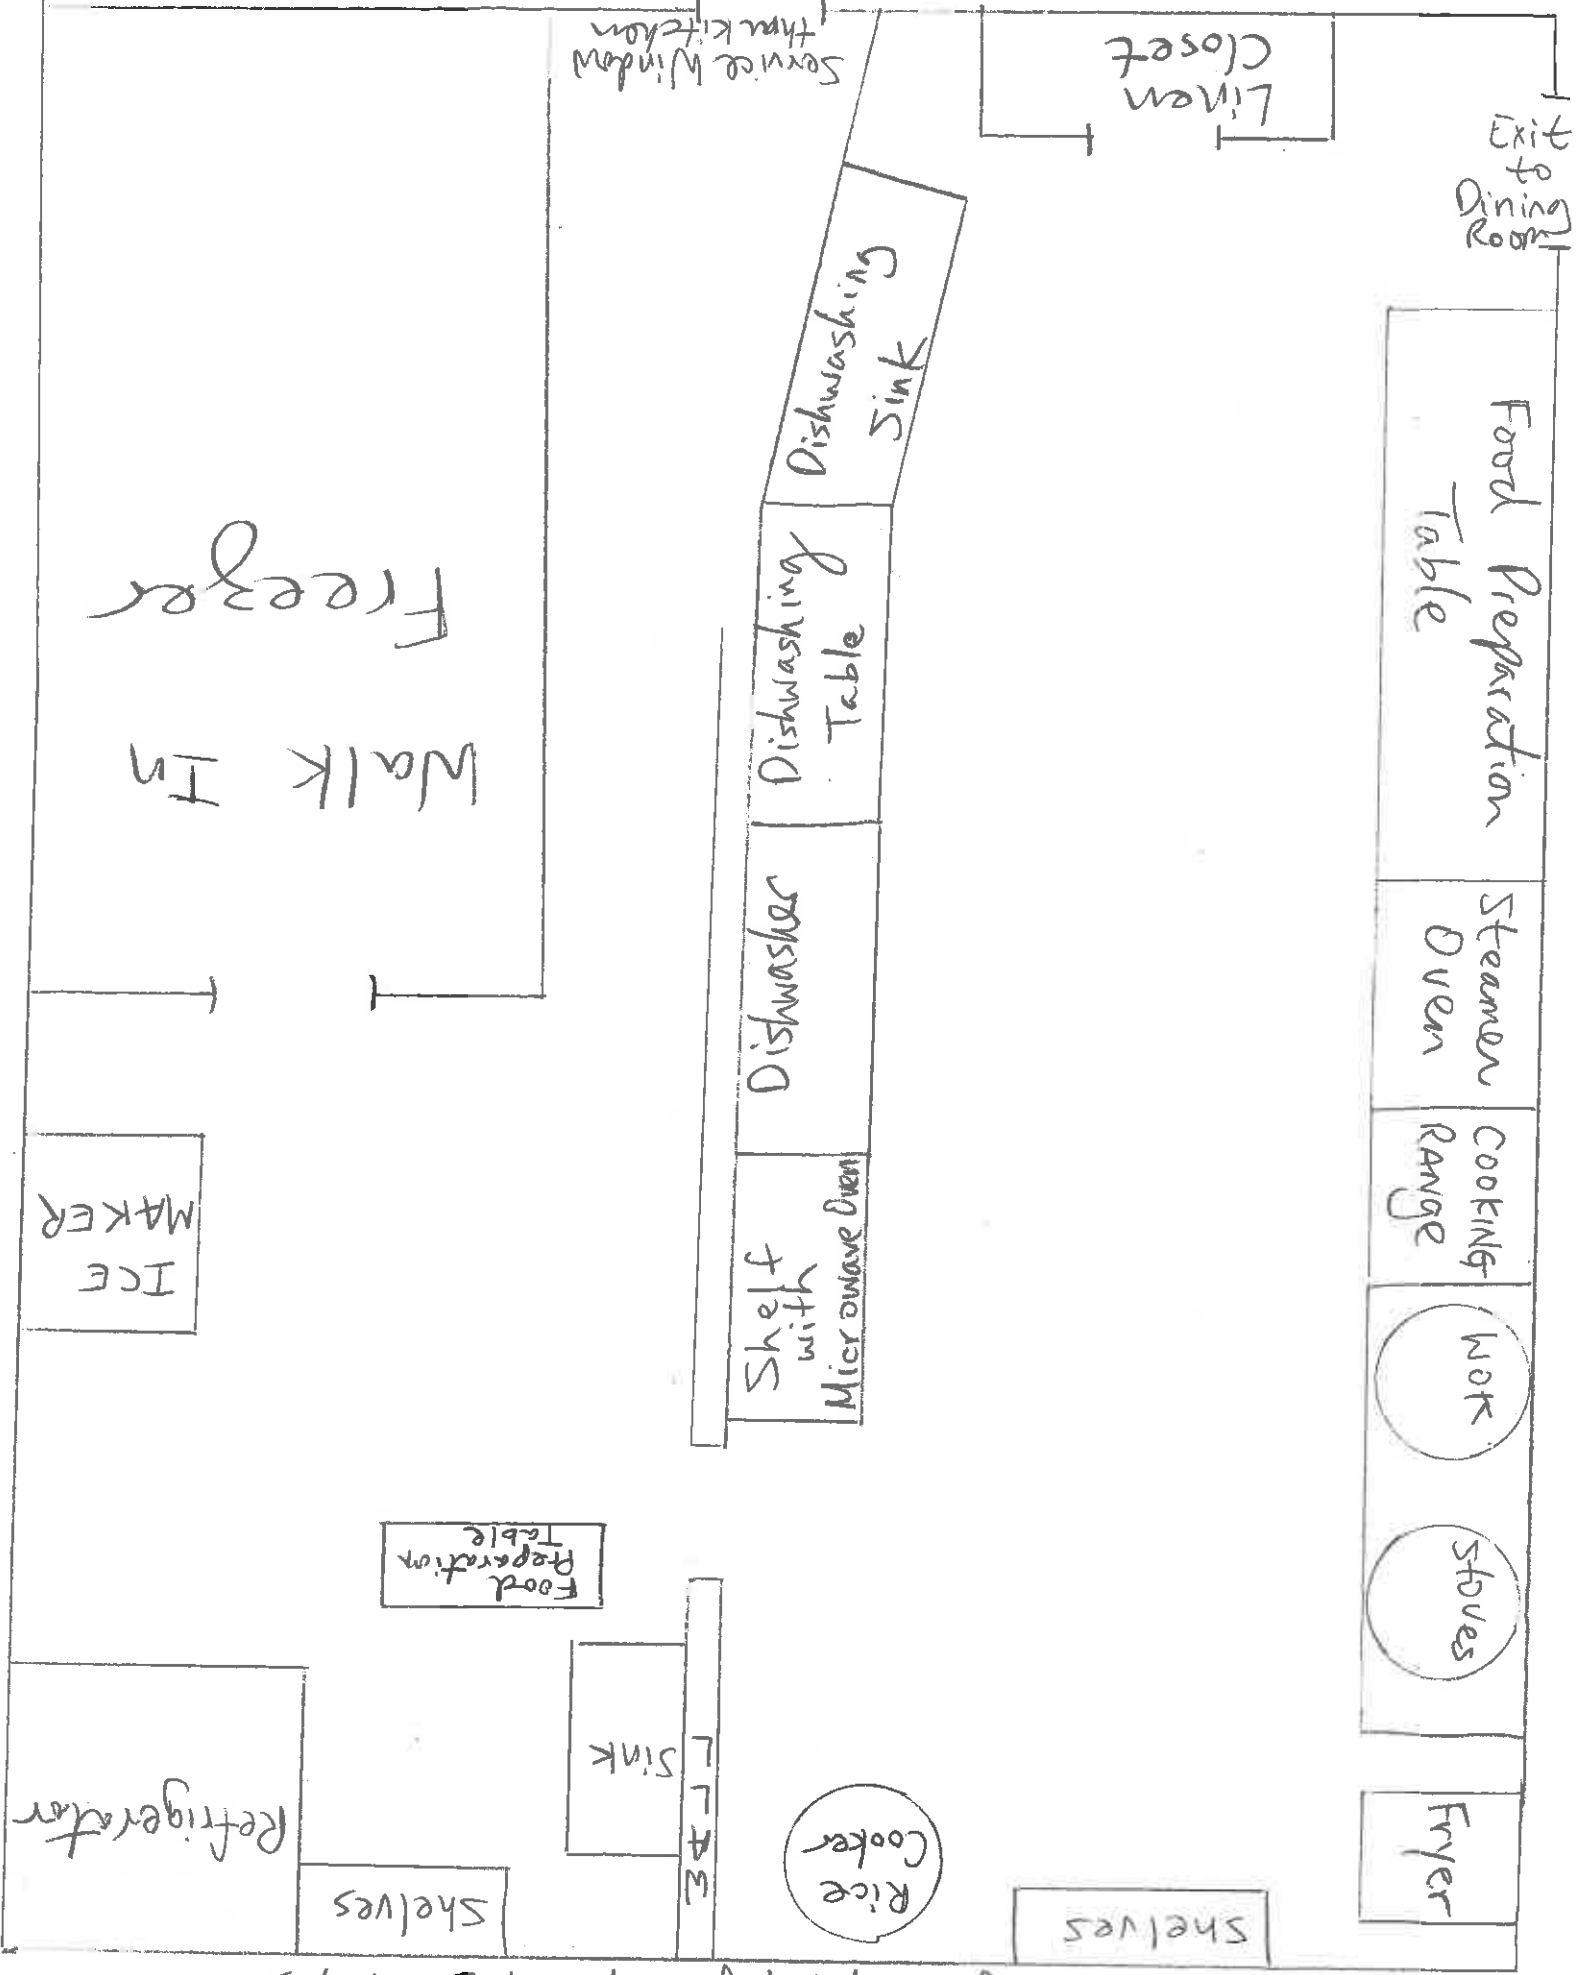 Service Window
thru kitchen
Linen
Closet
Exit
to
Dining
Room
Dishwashing
Sink
Food Preparation
Table
Dishwashing
Table
Walk In
Freezer
Dishwasher
Steamer
Oven
COOKING
RANGE
ICE
MAKER
Shelf
with
Microwave Oven
Wok
Stoves
Food
Preparation
Table
Sink
WALL
Refrigerator
Shelves
Rice
Cooker
Shelves
Fryer